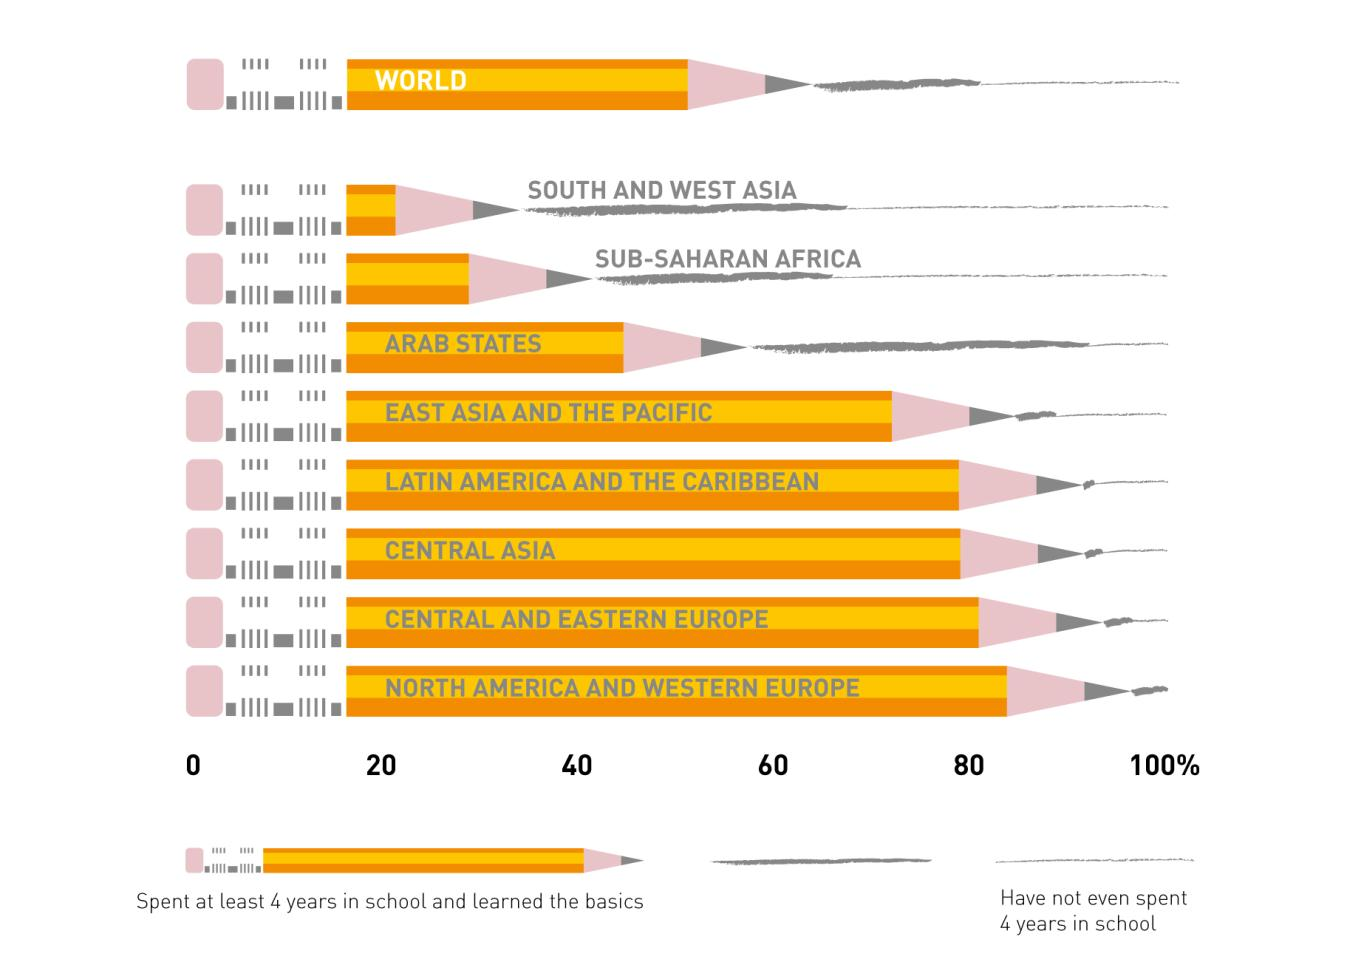 WORLD
SOUTH AND WEST ASIA
SUB-SAHARAN AFRICA
ARAB STATES
EAST ASIA AND THE PACIFIC
LATIN AMERICA AND THE CARIBBEAN
CENTRAL ASIA
CENTRAL AND EASTERN EUROPE
NORTH AMERICA AND WESTERN EUROPE
0 20 40 60 80 100%
Spent at least 4 years in school and learned the basics
Have not even spent
4 years in school